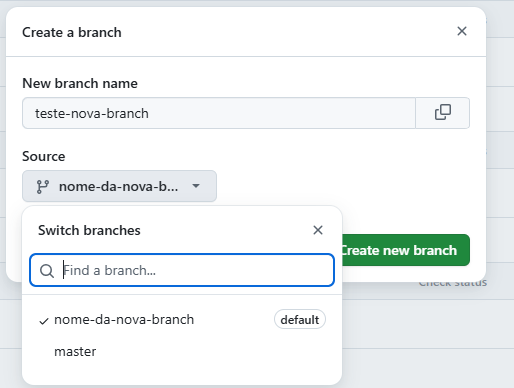 Create a branch
New branch name
teste-nova-branch
Source
nome-da-nova-b...
Switch branches
Create new branch
Find a branch...
Check status
nome-da-nova-branch default
master